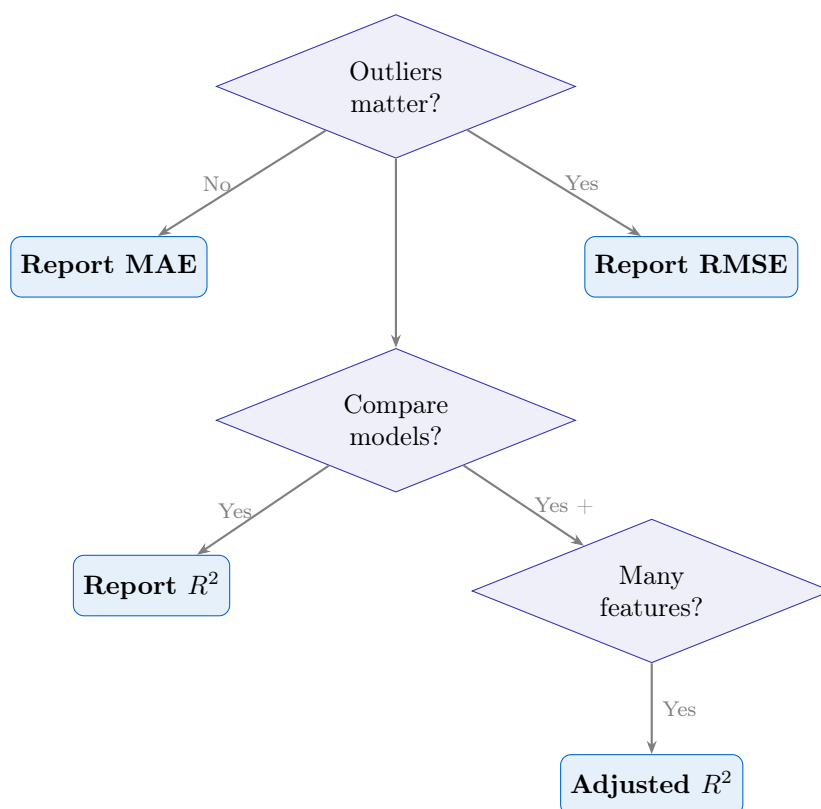 Outliers
matter?
No
Yes
Report MAE
Report RMSE
Compare
models?
Yes
Yes +
Report R²
Many
features?
Yes
Adjusted R²